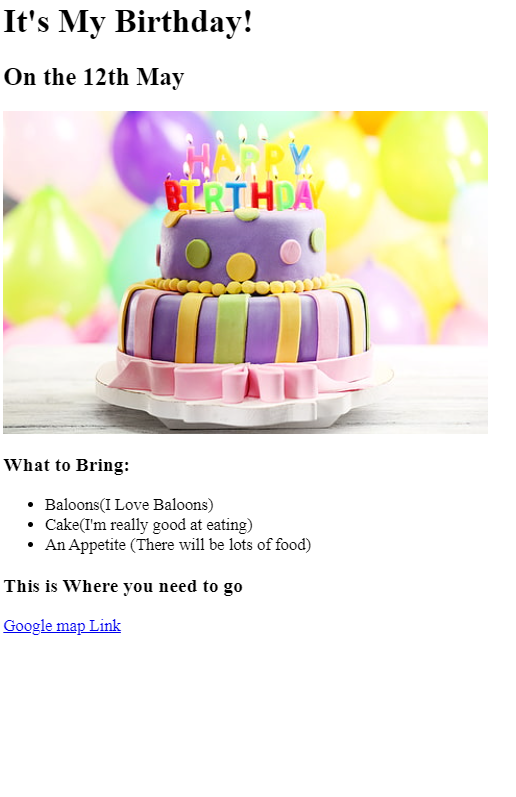 It's My Birthday!
On the 12th May
HAPPY
BIRTHDAY
What to Bring:
Baloons(I Love Baloons)
Cake(I'm really good at eating)
An Appetite (There will be lots of food)
This is Where you need to go
Google map Link